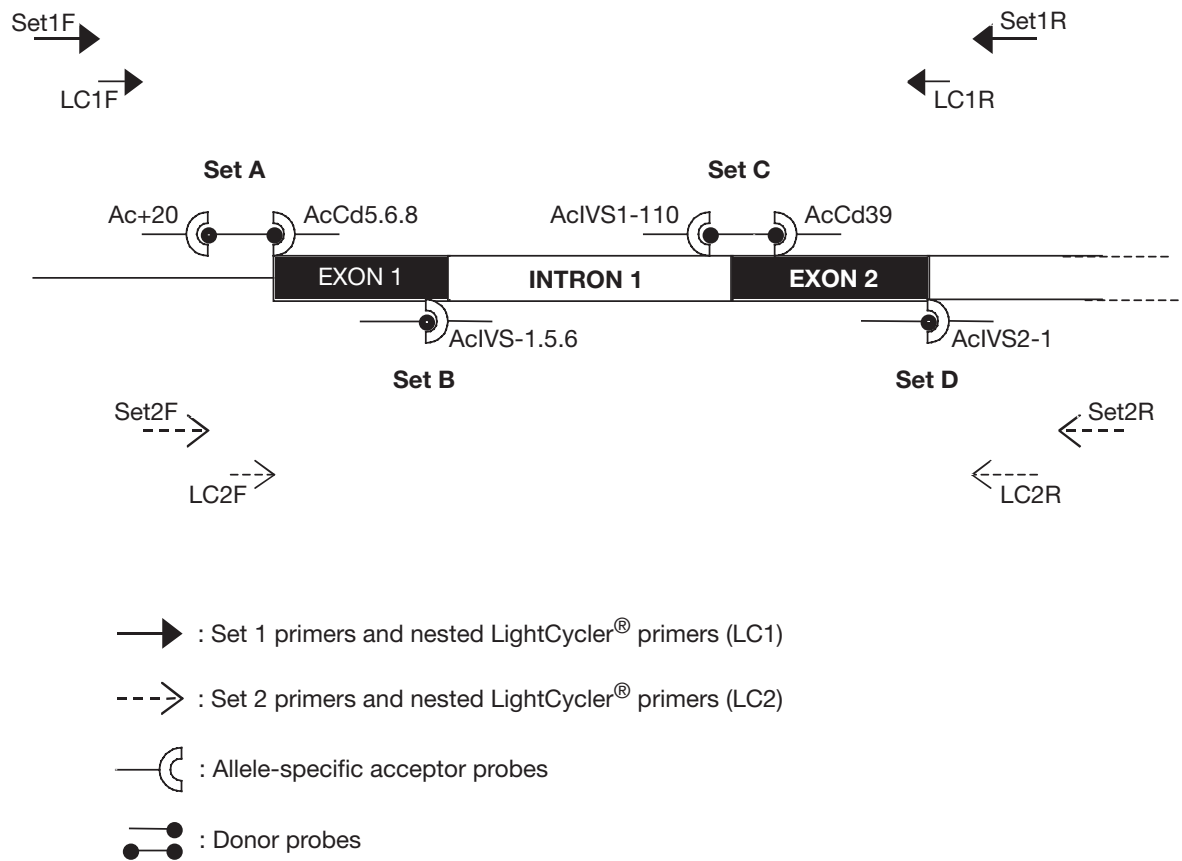 Set1F
Set1R
LC1F
LC1R
Set A
Set C
Ac+20
AcCd5.6.8
AcIVS1-110
AcCd39
EXON 1
INTRON 1
EXON 2
AcIVS-1.5.6
AcIVS2-1
Set B
Set D
Set2F
Set2R
LC2F
LC2R
: Set 1 primers and nested LightCycler® primers (LC1)
: Set 2 primers and nested LightCycler® primers (LC2)
: Allele-specific acceptor probes
: Donor probes